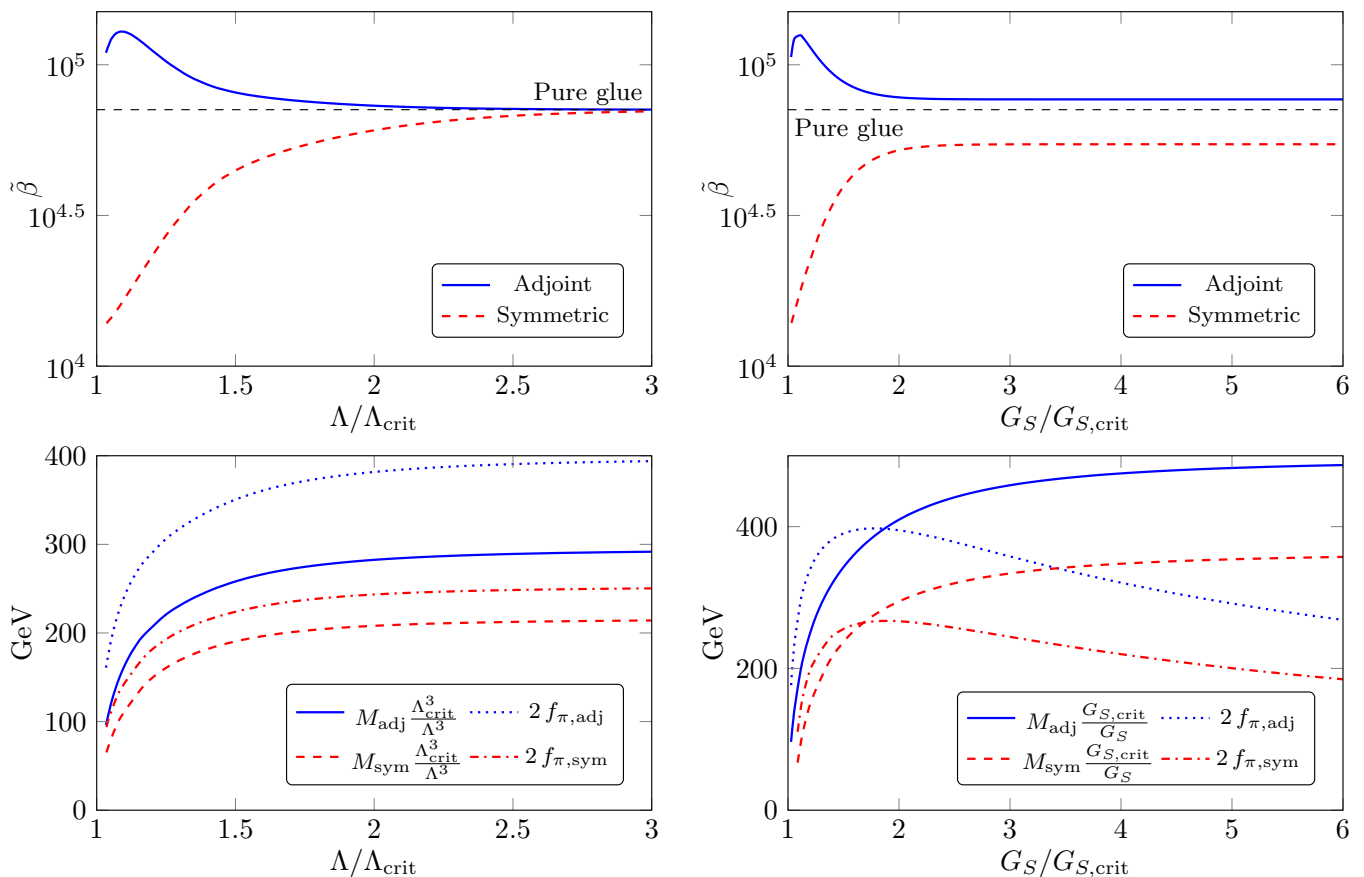 10^5
10^4.5
10^4
β̃
Pure glue
Adjoint
Symmetric
1
1.5
2
2.5
3
Λ/Λ_crit
10^5
10^4.5
10^4
β̃
Pure glue
Adjoint
Symmetric
1
2
3
4
5
6
G_S/G_S,crit
400
300
200
100
0
GeV
M_adj Λ^3_crit/Λ^3 2 f_π,adj
M_sym Λ^3_crit/Λ^3 2 f_π,sym
1
1.5
2
2.5
3
Λ/Λ_crit
400
200
0
GeV
M_adj G_S,crit/G_S 2 f_π,adj
M_sym G_S,crit/G_S 2 f_π,sym
1
2
3
4
5
6
G_S/G_S,crit